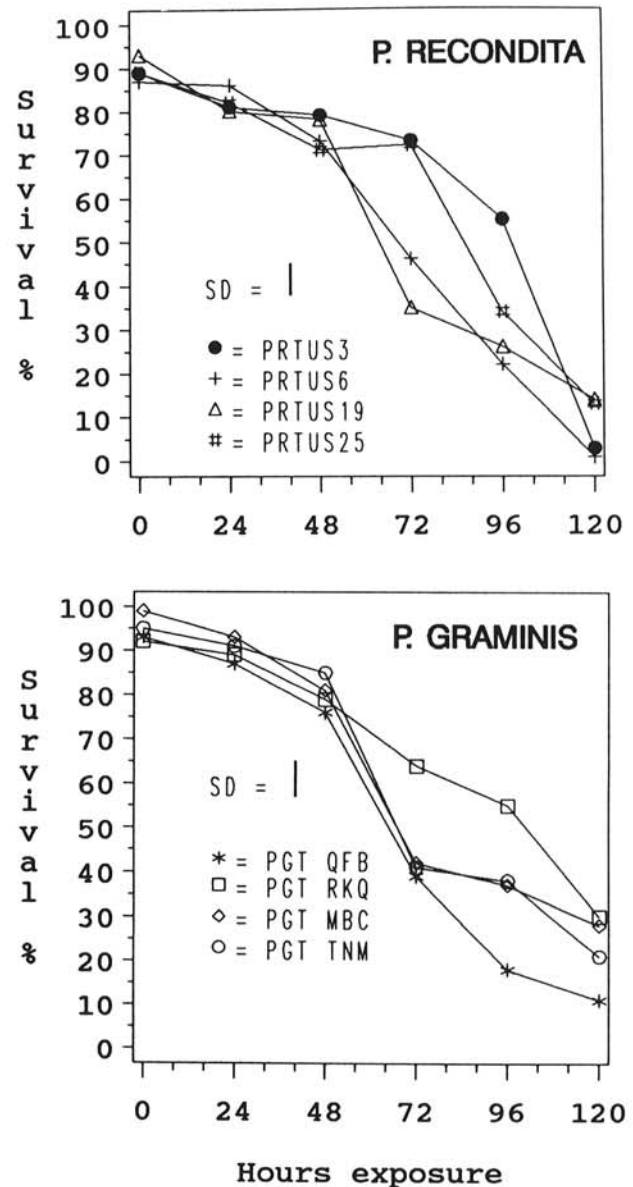 P. RECONDITA
Survival %
100
90
80
70
60
50
40
30
20
10
0
SD =
= PRTUS3
= PRTUS6
= PRTUS19
= PRTUS25
0 24 48 72 96 120
P. GRAMINIS
Survival %
100
90
80
70
60
50
40
30
20
10
0
SD =
= PGT QFB
= PGT RKQ
= PGT MBC
= PGT TNM
0 24 48 72 96 120
Hours exposure